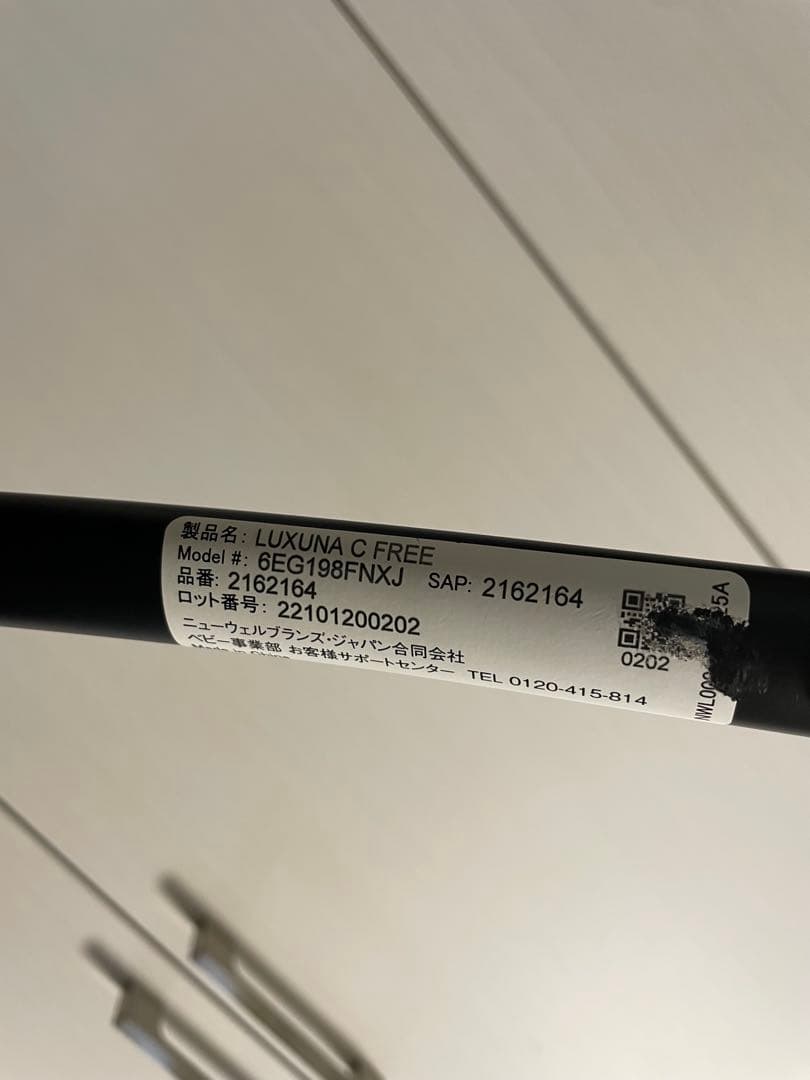 製品名: LUXUNA C FREE
Model #: 6EG198FNXJ SAP: 2162164
品番: 2162164
ロット番号: 22101200202
ニューウェルブランズ・ジャパン合同会社
ベビー事業部 お客様サポートセンター TEL 0120-415-814
0202